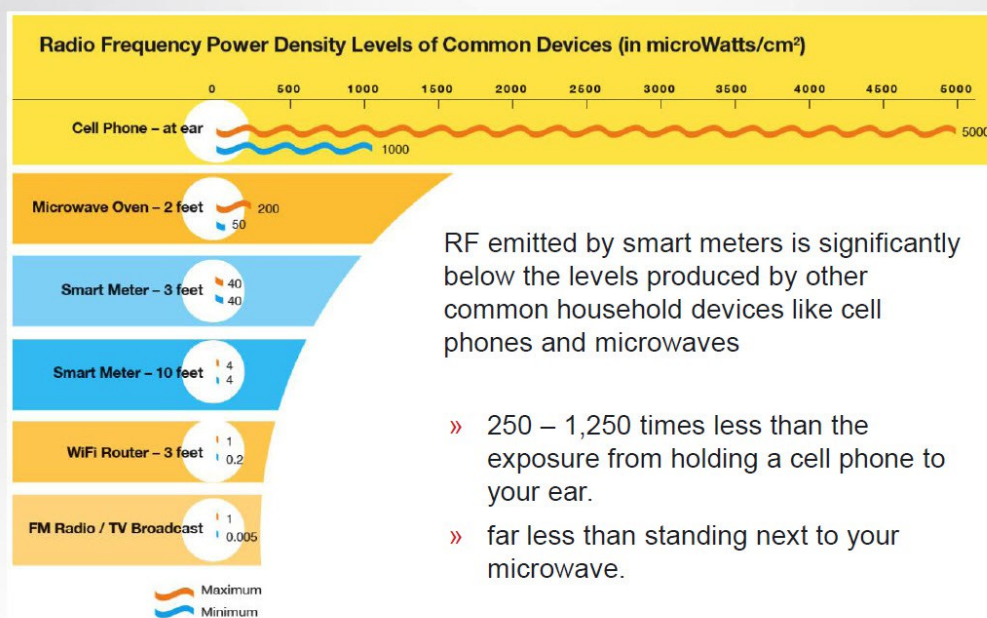 Radio Frequency Power Density Levels of Common Devices (in microWatts/cm²)
0 500 1000 1500 2000 2500 3000 3500 4000 4500 5000
Cell Phone – at ear
5000
1000
Microwave Oven – 2 feet
200
50
Smart Meter – 3 feet
40
40
Smart Meter – 10 feet
4
4
WiFi Router – 3 feet
1
0.2
FM Radio / TV Broadcast
1
0.005
Maximum
Minimum
RF emitted by smart meters is significantly
below the levels produced by other
common household devices like cell
phones and microwaves
» 250 – 1,250 times less than the
exposure from holding a cell phone to
your ear.
» far less than standing next to your
microwave.